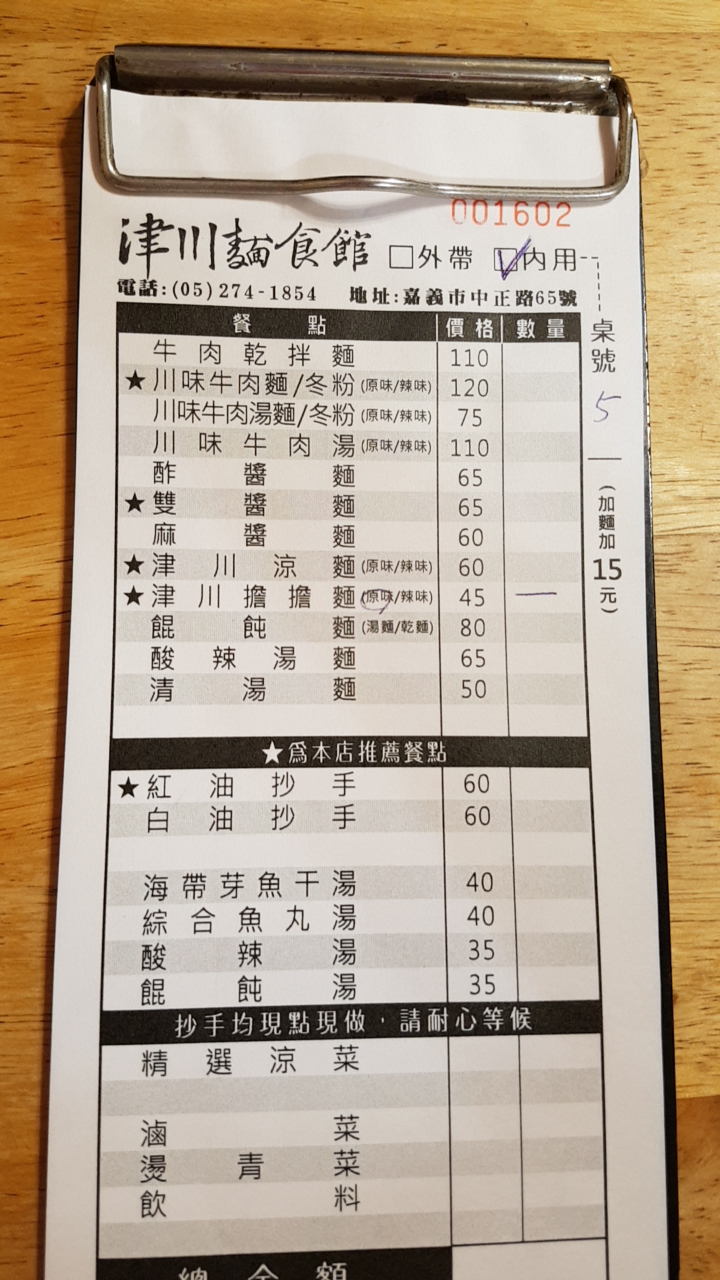 001602
津川麵食館 □外帶 ☑內用
電話:(05)274-1854 地址:嘉義市中正路65號
桌號
5
(加麵加15元)
餐點 價格 數量
牛肉乾拌麵 110
★川味牛肉麵/冬粉(原味/辣味) 120
川味牛肉湯麵/冬粉(原味/辣味) 75
川味牛肉湯(原味/辣味) 110
酢醬麵 65
★雙醬麵 65
麻醬麵 60
★津川涼麵(原味/辣味) 60
★津川擔擔麵(原味/辣味) 45 一
餛飩麵(湯麵/乾麵) 80
酸辣湯麵 65
清湯麵 50
★為本店推薦餐點
★紅油抄手 60
白油抄手 60
海帶芽魚干湯 40
綜合魚丸湯 40
酸辣湯 35
餛飩湯 35
抄手均現點現做，請耐心等候
精選涼菜
滷菜
燙青菜
飲料
總金額